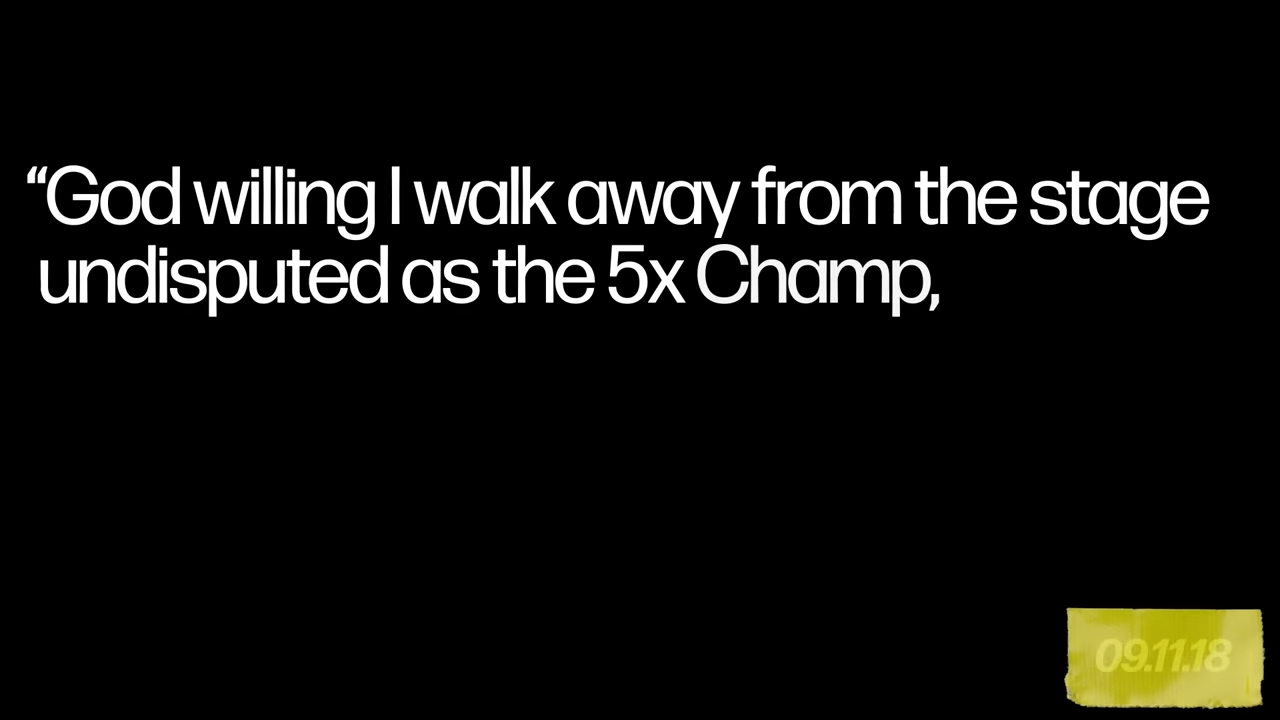 “God willing I walk away from the stage
undisputed as the 5x Champ,
09.11.18